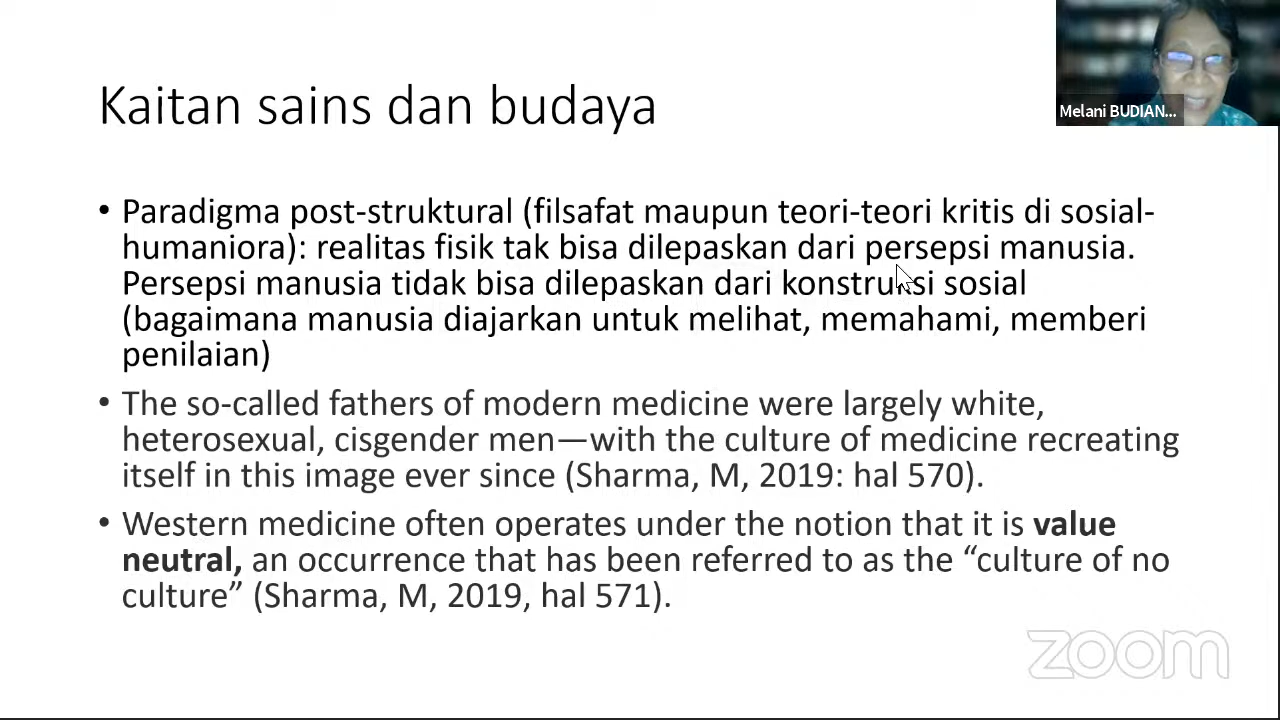 Kaitan sains dan budaya
Melani BUDIAN...
• Paradigma post-struktural (filsafat maupun teori-teori kritis di sosial-
humaniora): realitas fisik tak bisa dilepaskan dari persepsi manusia.
Persepsi manusia tidak bisa dilepaskan dari konstruksi sosial
(bagaimana manusia diajarkan untuk melihat, memahami, memberi
penilaian)
• The so-called fathers of modern medicine were largely white,
heterosexual, cisgender men—with the culture of medicine recreating
itself in this image ever since (Sharma, M, 2019: hal 570).
• Western medicine often operates under the notion that it is value
neutral, an occurrence that has been referred to as the “culture of no
culture” (Sharma, M, 2019, hal 571).
zoom